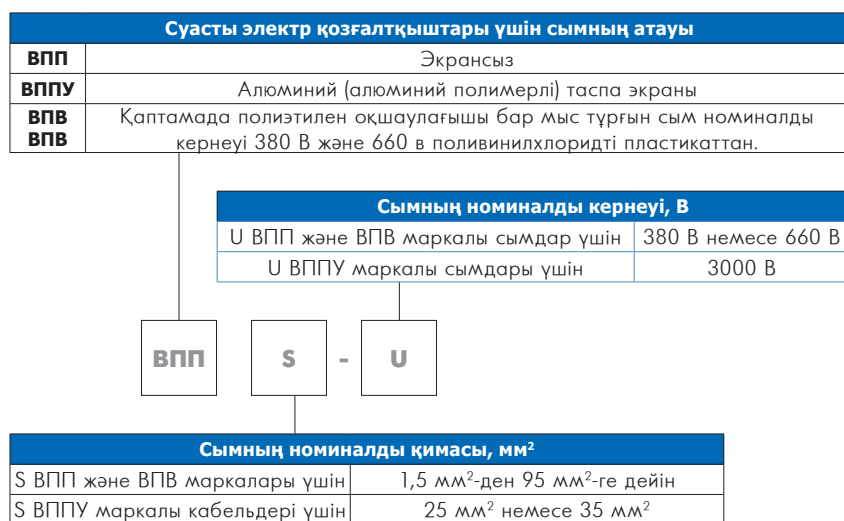 Суасты электр қозғалтқыштары үшін сымның атауы
ВПП Экрансыз
ВППУ Алюминий (алюминий полимерлі) таспа экраны
ВПВ Қаптамада полиэтилен оқшаулағышы бар мыс тұрғын сым номиналды
ВПВ кернеуі 380 В және 660 в поливинилхлоридті пластикаттан.
Сымның номиналды кернеуі, В
U ВПП және ВПВ маркалы сымдар үшін 380 В немесе 660 В
U ВППУ маркалы сымдары үшін 3000 В
ВПП S - U
Сымның номиналды қимасы, мм²
S ВПП және ВПВ маркалары үшін 1,5 мм²-ден 95 мм²-ге дейін
S ВППУ маркалы кабельдері үшін 25 мм² немесе 35 мм²